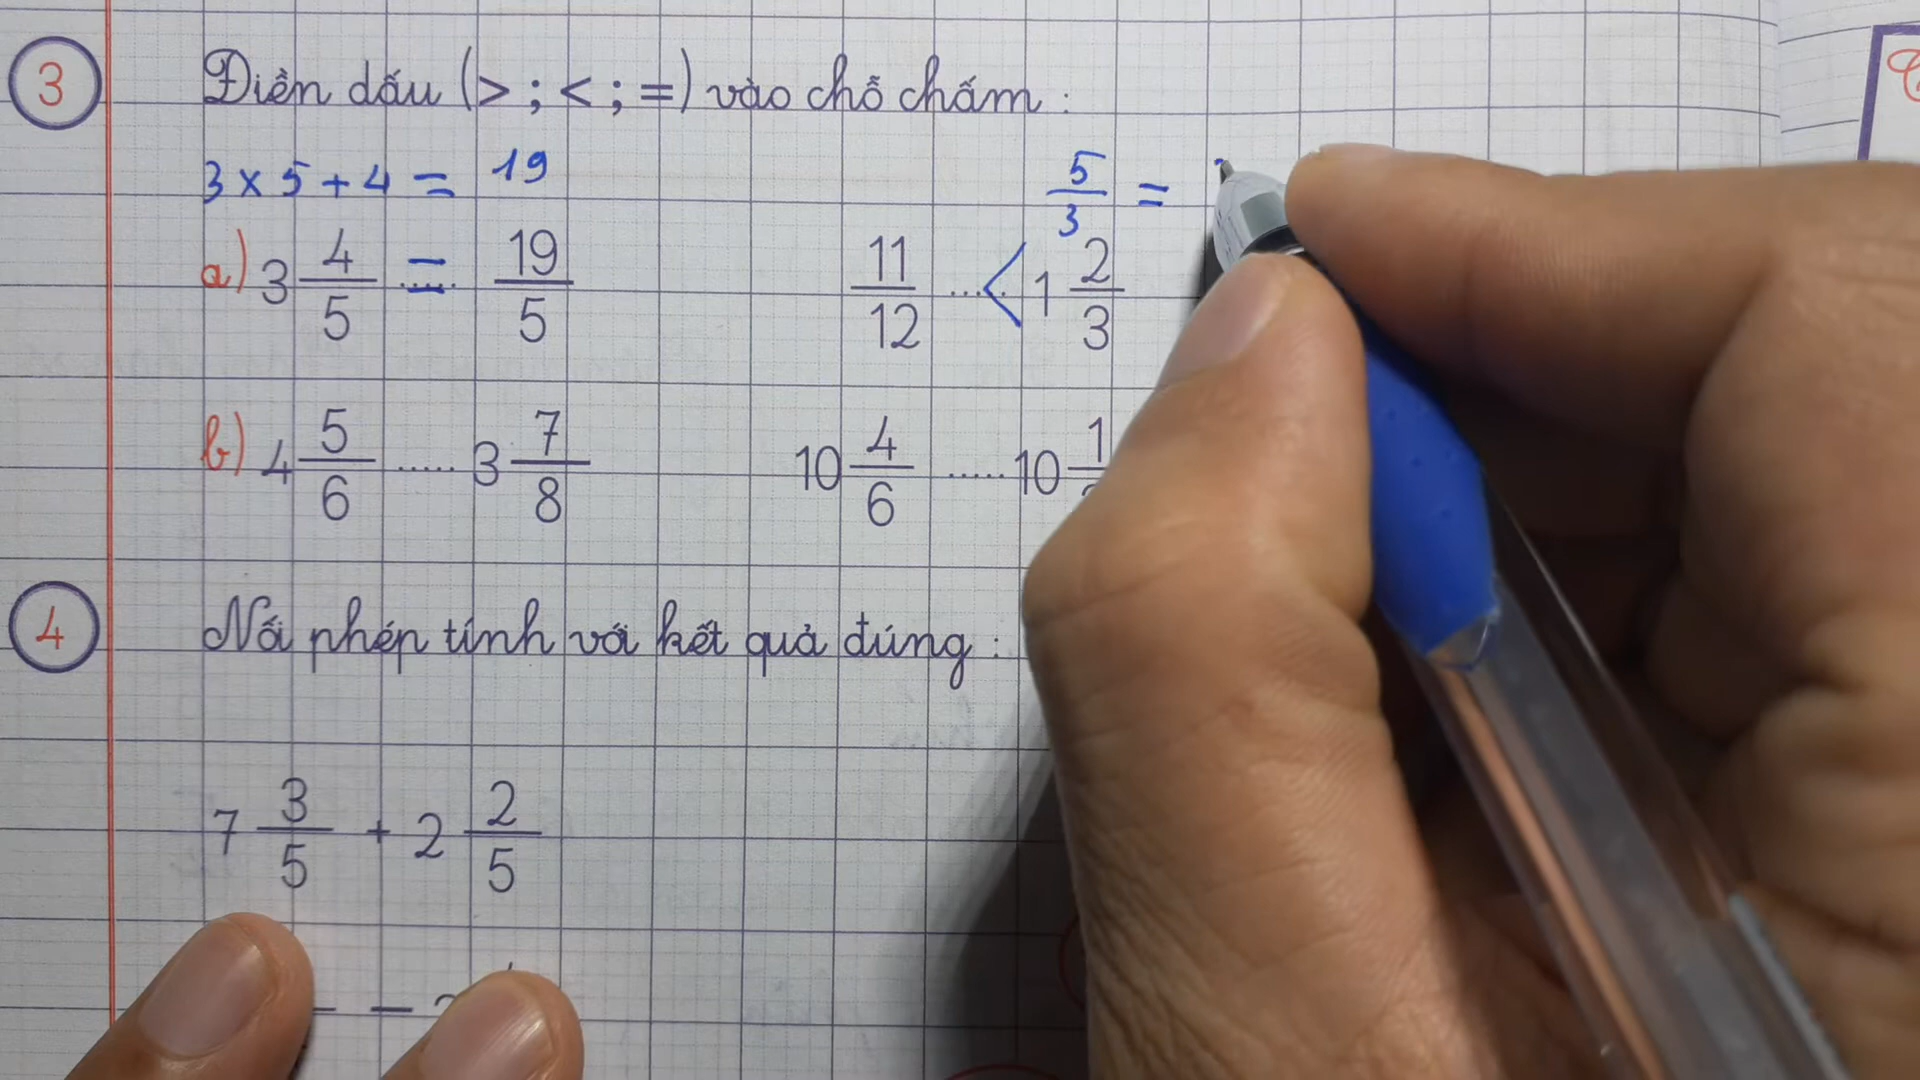 3 Điền dấu (> ; < ; =) vào chỗ chấm :
3 x 5 + 4 = 19
5/3 =
a) 3 4/5 ..=.. 19/5
11/12 ...< 1 2/3
b) 4 5/6 ..... 3 7/8
10 4/6 ..... 10 1
4 Nối phép tính với kết quả đúng :
7 3/5 + 2 2/5
−